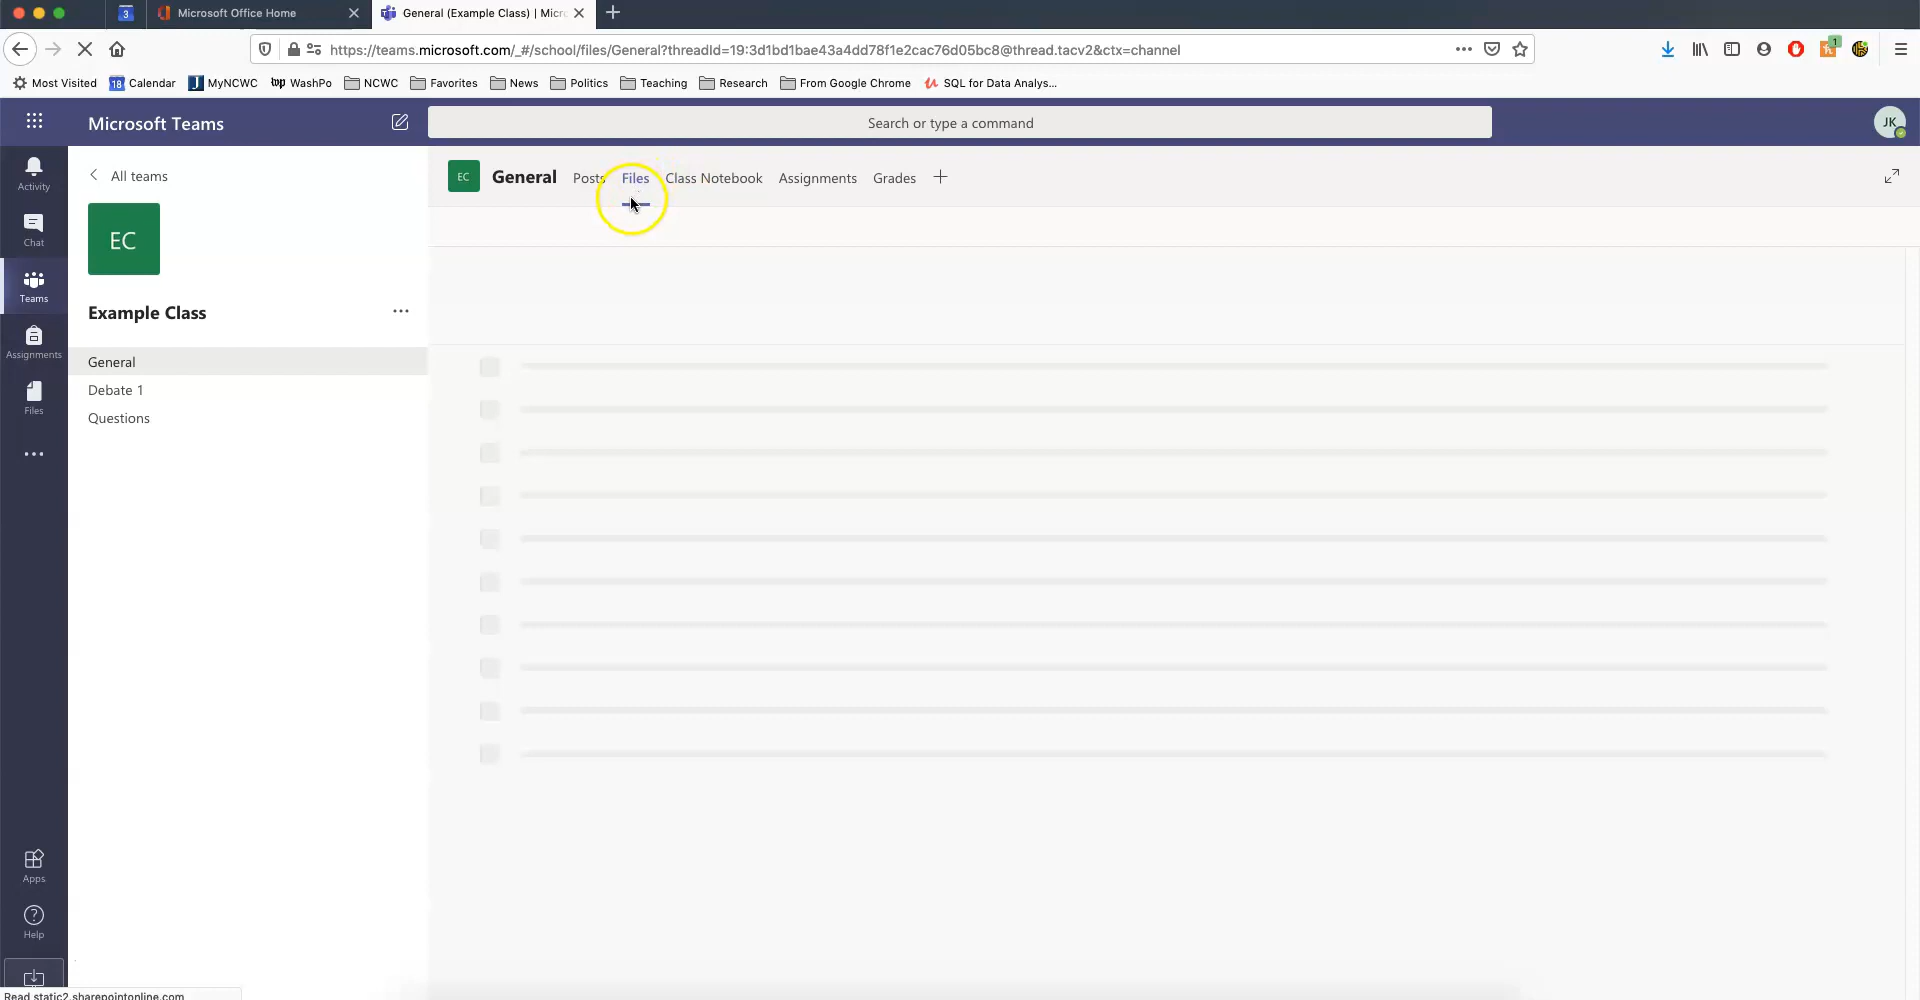 Microsoft Office Home
General (Example Class) | Micr
https://teams.microsoft.com/_#/school/files/General?threadId=19:3d1bd1bae43a4dd78f1e2cac76d05bc8@thread.tacv2&ctx=channel
1
Most Visited
18 Calendar
J MyNCWC
wp WashPo
NCWC
Favorites
News
Politics
Teaching
Research
From Google Chrome
SQL for Data Analys...
Microsoft Teams
Search or type a command
JK
Activity
Chat
Teams
Assignments
Files
Apps
Help
All teams
EC
Example Class
General
Debate 1
Questions
EC
General
Posts
Files
Class Notebook
Assignments
Grades
3
Read static2.sharepointonline.com